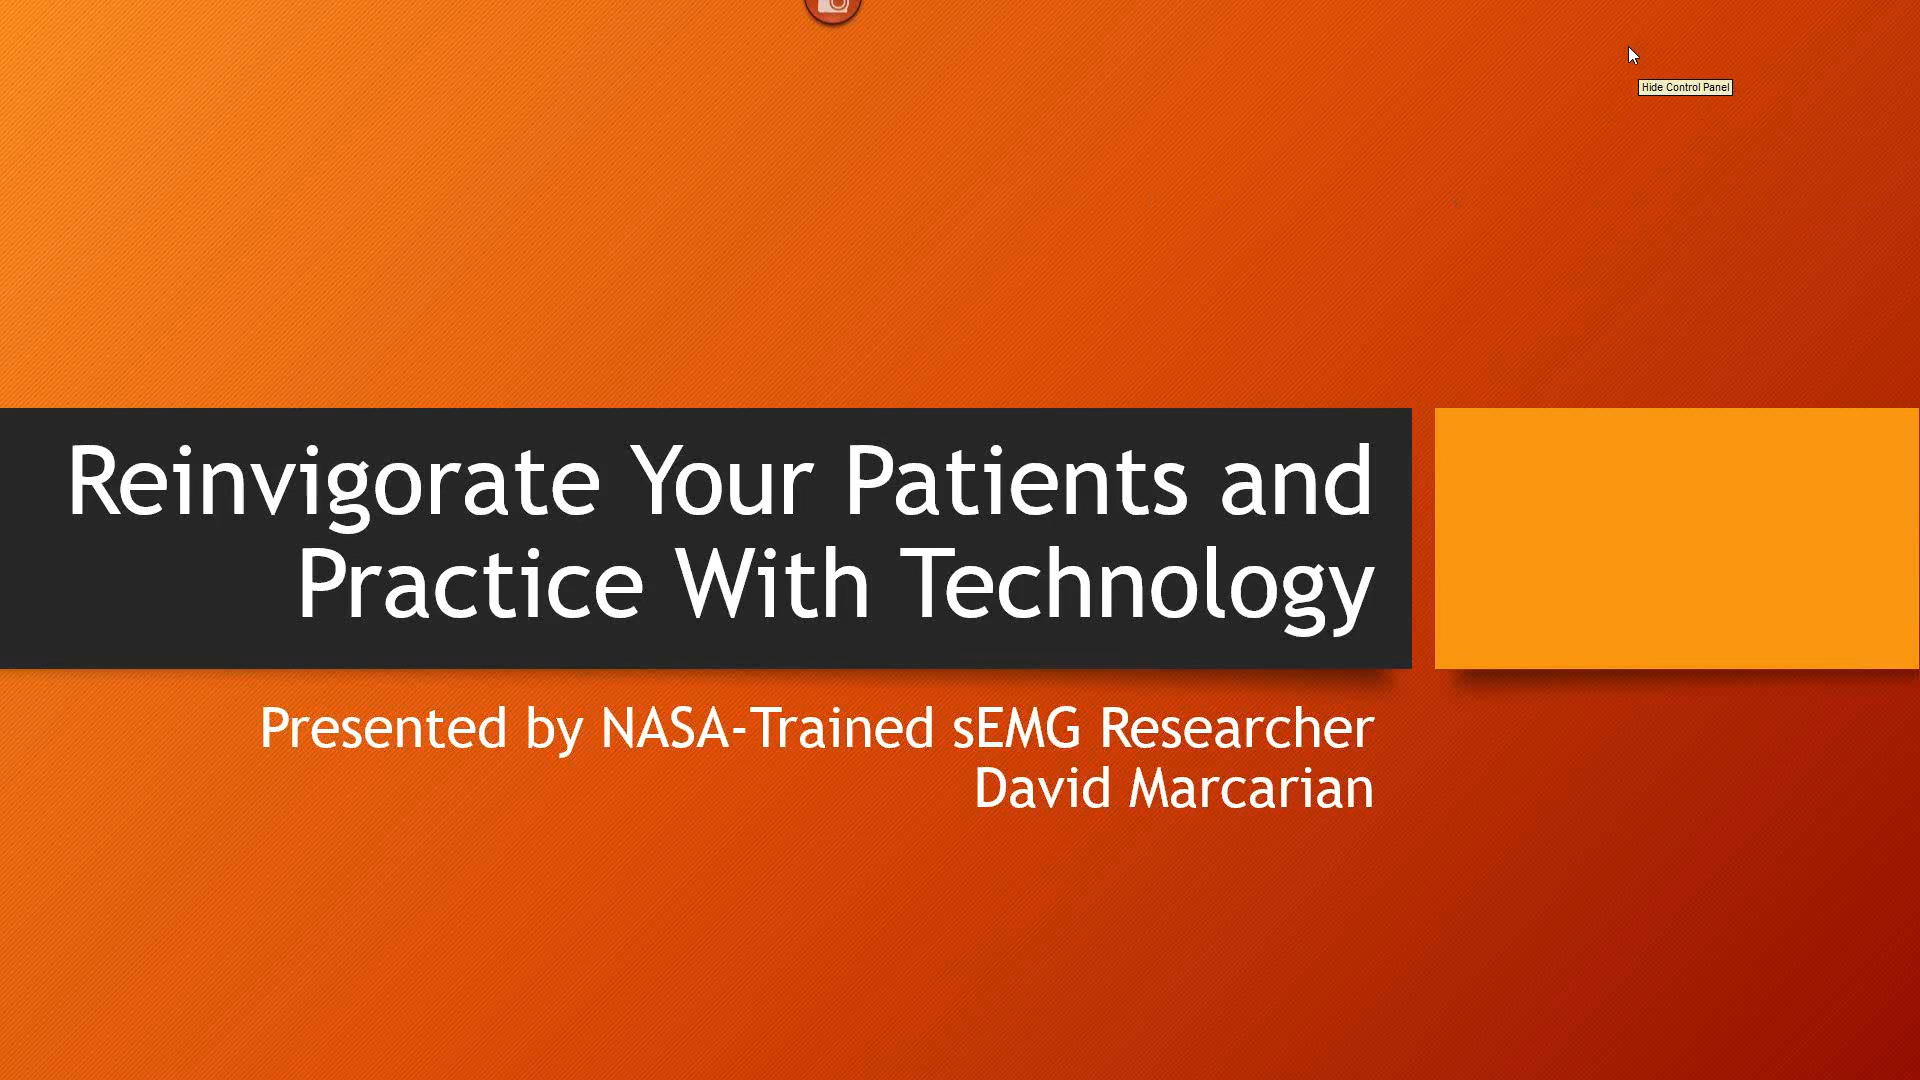 Hide Control Panel
Reinvigorate Your Patients and
Practice With Technology
Presented by NASA-Trained sEMG Researcher
David Marcarian